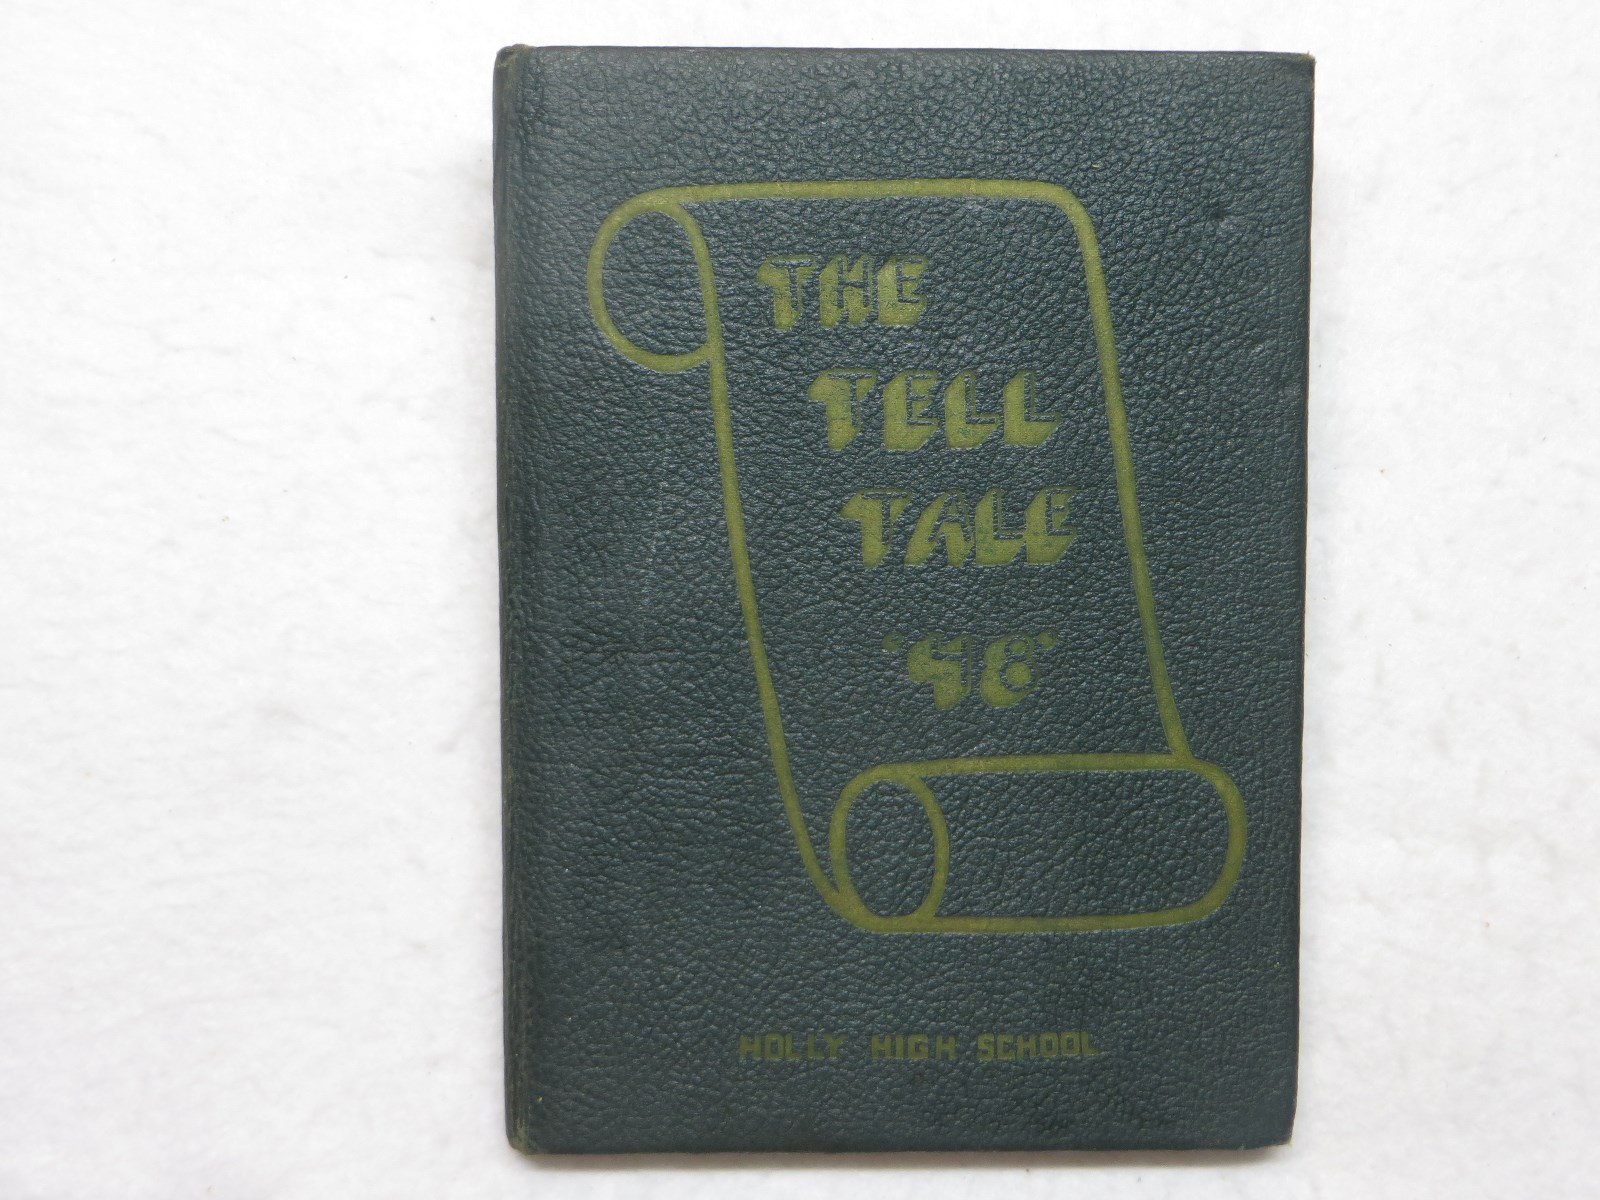 THE
TELL
TALE
'48'
HOLLY HIGH SCHOOL